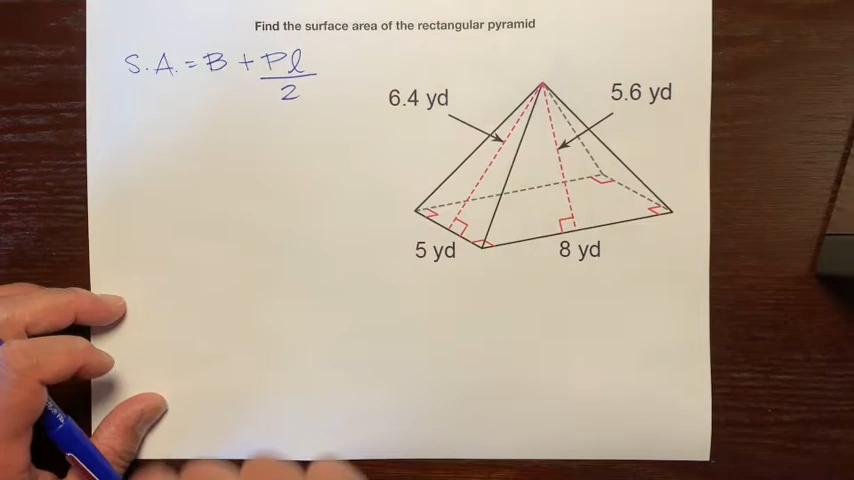 Find the surface area of the rectangular pyramid
S.A. = B + Pl
2
6.4 yd
5.6 yd
5 yd
8 yd